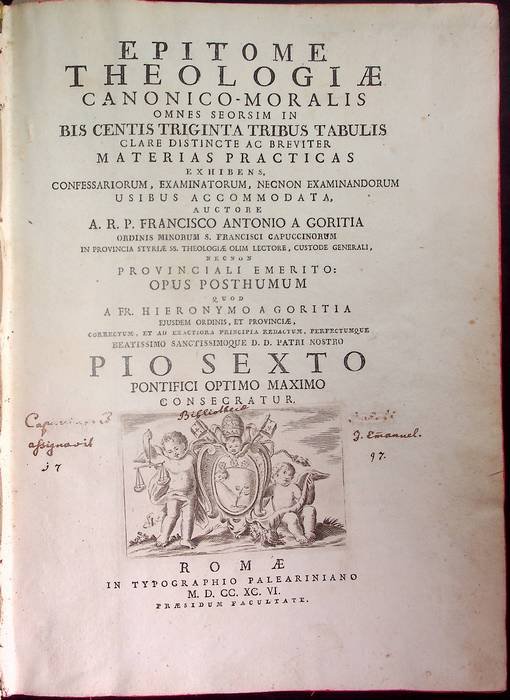 EPITOME
THEOLOGIÆ
CANONICO-MORALIS
OMNES SEORSIM IN
BIS CENTIS TRIGINTA TRIBUS TABULIS
CLARE DISTINCTE AC BREVITER
MATERIAS PRACTICAS
EXHIBENS,
CONFESSARIORUM, EXAMINATORUM, NECNON EXAMINANDORUM
USIBUS ACCOMMODATA,
AUCTORE
A. R. P. FRANCISCO ANTONIO A GORITIA
ORDINIS MINORUM S. FRANCISCI CAPUCCINORUM
IN PROVINCIA STYRIÆ SS. THEOLOGIÆ OLIM LECTORE, CUSTODE GENERALI,
NECNON
PROVINCIALI EMERITO:
OPUS POSTHUMUM
QUOD
A FR. HIERONYMO A GORITIA
EJUSDEM ORDINIS, ET PROVINCIÆ,
CORRECTUM, ET AD EXACTIORA PRINCIPIA REDACTUM, PERFECTUMQUE
BEATISSIMO SANCTISSIMOQUE D. D. PATRI NOSTRO
PIO SEXTO
PONTIFICI OPTIMO MAXIMO
CONSECRATUR.
Bibliothecæ
assignavit
J. Emanuel.
97.
ROMÆ
IN TYPOGRAPHIO PALEARINIANO
M. D. CC. XC. VI.
PRÆSIDUM FACULTATE.